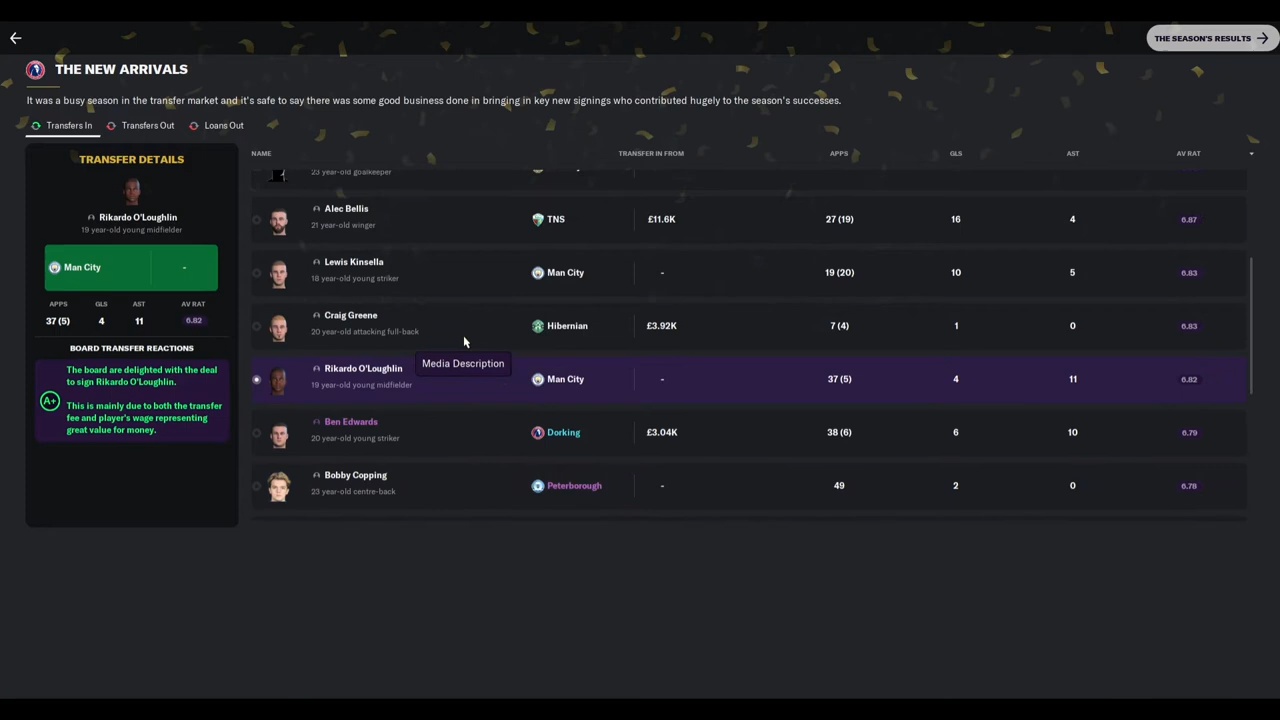 THE SEASON'S RESULTS
THE NEW ARRIVALS
It was a busy season in the transfer market and it's safe to say there was some good business done in bringing in key new signings who contributed hugely to the season's successes.
Transfers In Transfers Out Loans Out
TRANSFER DETAILS
Rikardo O'Loughlin
19 year-old young midfielder
Man City -
APPS GLS AST AV RAT
37 (5) 4 11 6.82
BOARD TRANSFER REACTIONS
A+
The board are delighted with the deal
to sign Rikardo O'Loughlin.
This is mainly due to both the transfer
fee and player's wage representing
great value for money.
NAME TRANSFER IN FROM APPS GLS AST AV RAT
23 year-old goalkeeper
Alec Bellis
21 year-old winger
TNS £11.6K 27 (19) 16 4 6.87
Lewis Kinsella
18 year-old young striker
Man City - 19 (20) 10 5 6.83
Craig Greene
20 year-old attacking full-back
Hibernian £3.92K 7 (4) 1 0 6.83
Media Description
Rikardo O'Loughlin
19 year-old young midfielder
Man City - 37 (5) 4 11 6.82
Ben Edwards
20 year-old young striker
Dorking £3.04K 38 (6) 6 10 6.79
Bobby Copping
23 year-old centre-back
Peterborough - 49 2 0 6.78